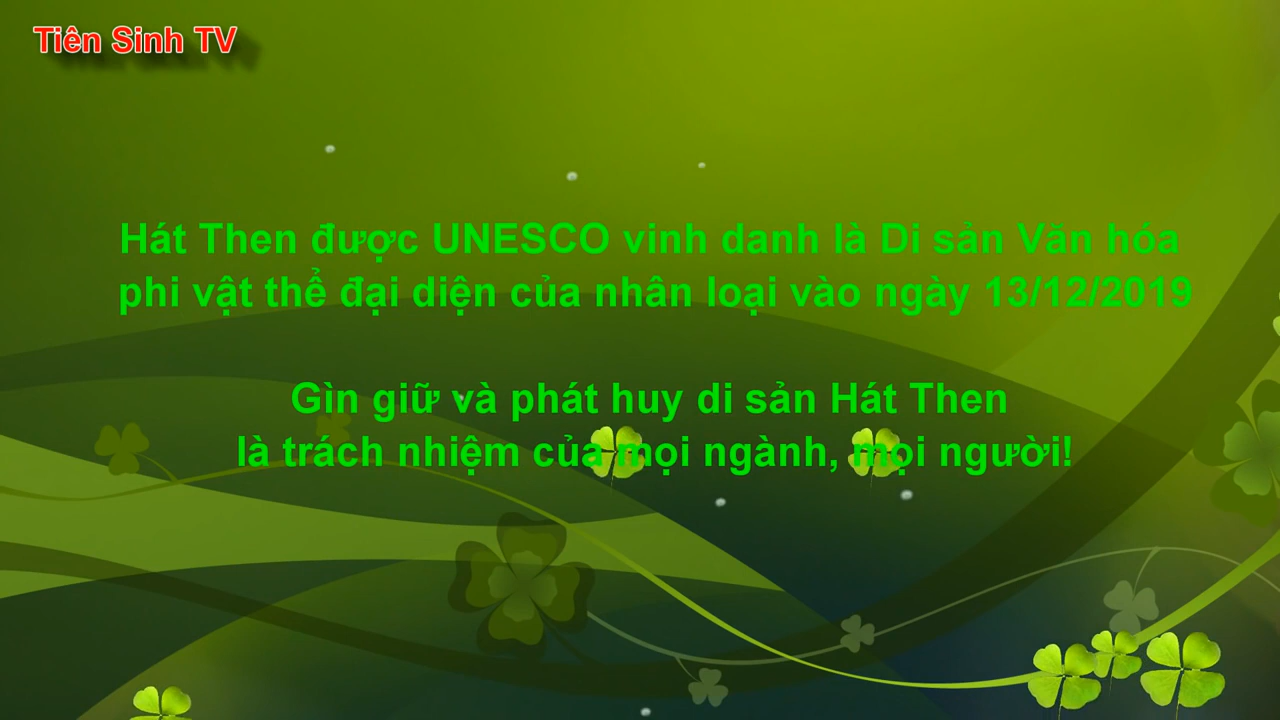 Tiên Sinh TV
Hát Then được UNESCO vinh danh là Di sản Văn hóa
phi vật thể đại diện của nhân loại vào ngày 13/12/2019
Gìn giữ và phát huy di sản Hát Then
là trách nhiệm của mọi ngành, mọi người!